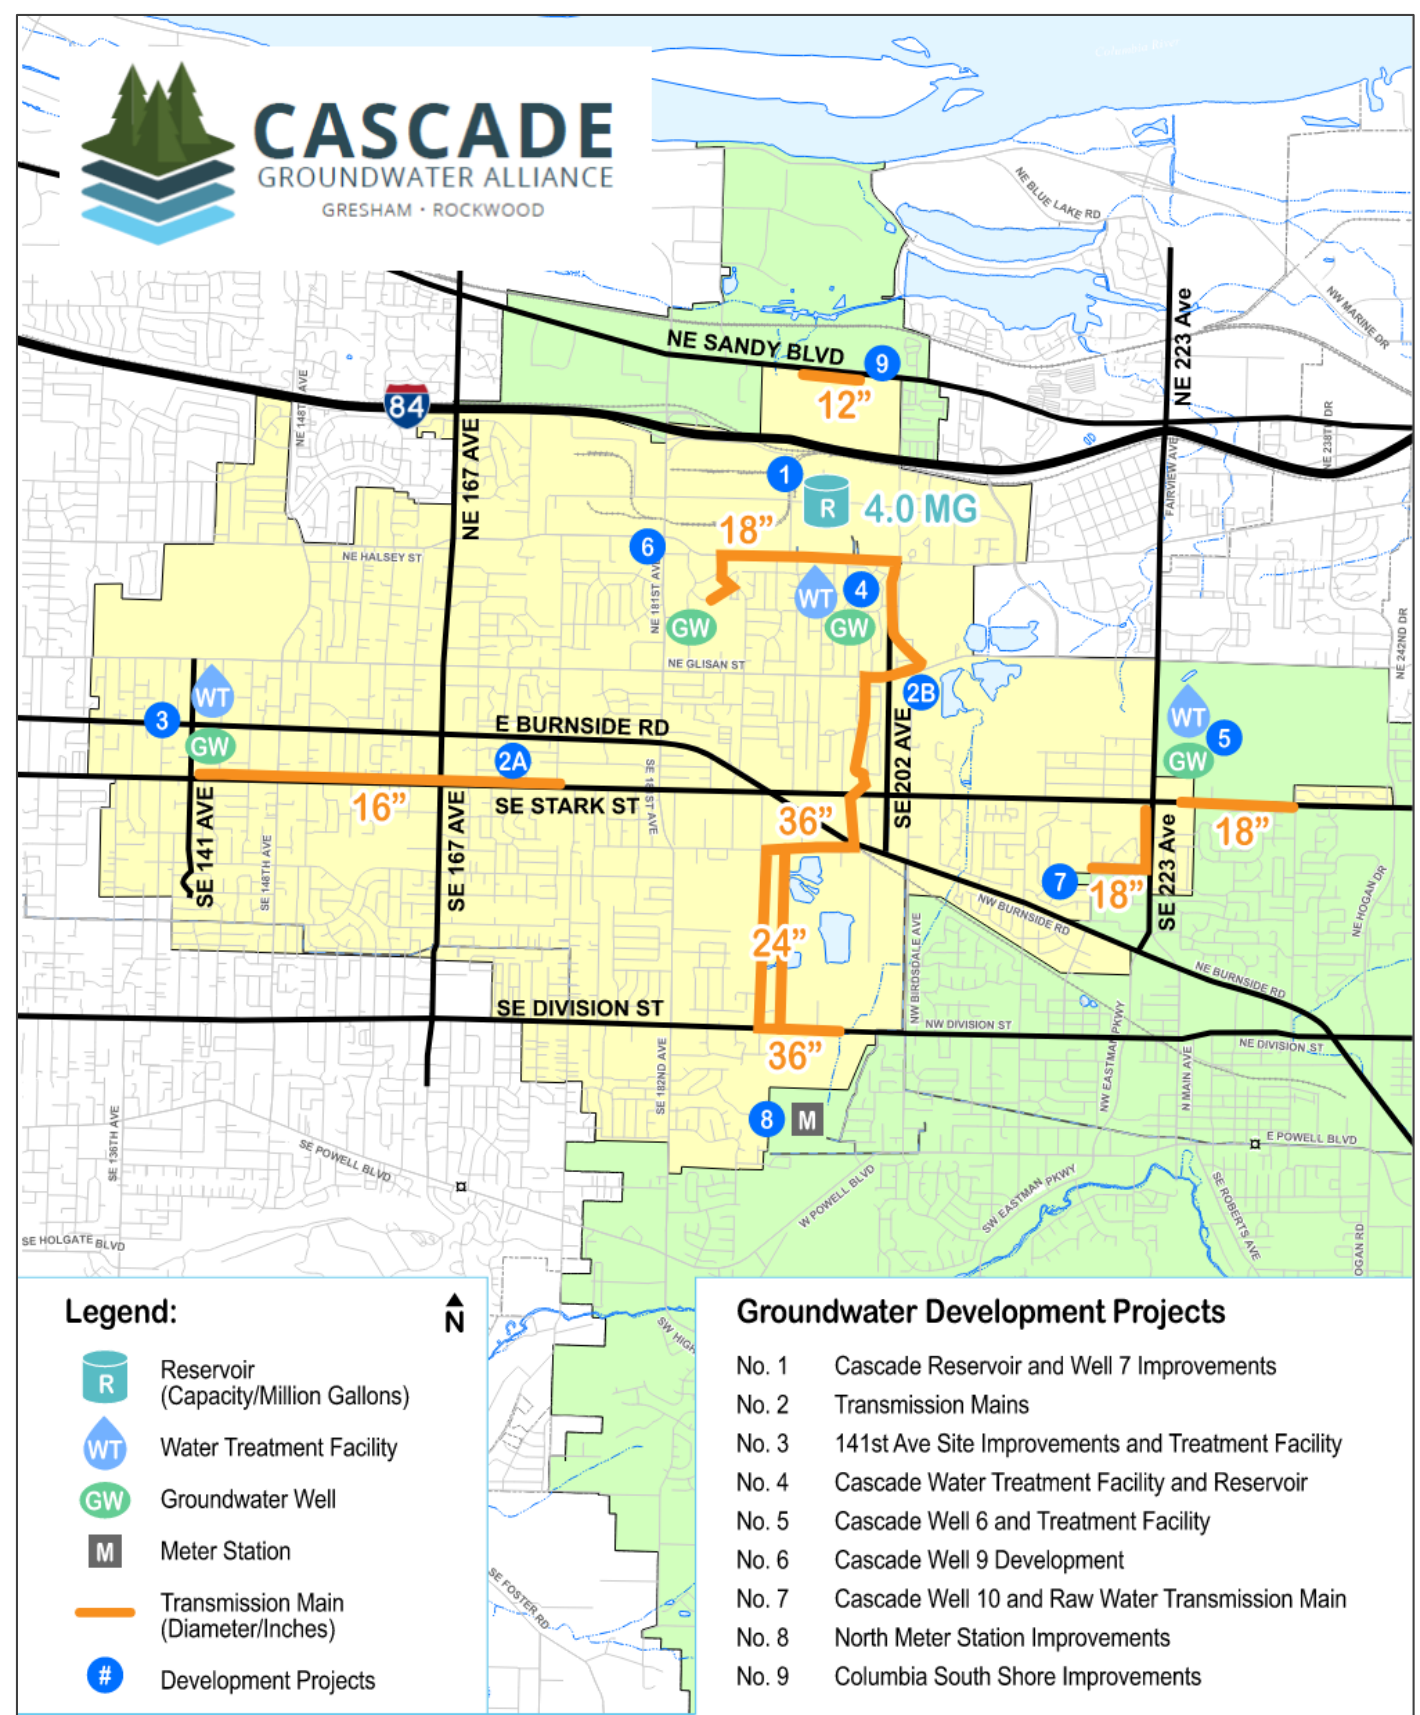 Columbia River
CASCADE
GROUNDWATER ALLIANCE
GRESHAM • ROCKWOOD
NE BLUE LAKE RD
NW MARINE DR
NE 223 Ave
NE SANDY BLVD
9
12”
84
NE 148TH AVE
NE 167 AVE
NE 238TH DR
FAIRVIEW AVE
1
R
4.0 MG
18”
6
NE HALSEY ST
NE 181ST AVE
WT
4
GW
GW
NE GLISAN ST
NE 242ND DR
WT
3
GW
2B
WT
5
GW
E BURNSIDE RD
2A
SE 202 AVE
SE 181ST AVE
SE STARK ST
16”
36”
18”
SE 141 AVE
SE 148TH AVE
SE 167 AVE
SE 223 Ave
7
18”
NW BURNSIDE RD
NE HOGAN DR
24”
NW BIRDSDALE AVE
NE BURNSIDE RD
SE DIVISION ST
NW DIVISION ST
NE DIVISION ST
36”
SE 182ND AVE
NW EASTMAN PKWY
N MAIN AVE
8
M
SE 136TH AVE
SE POWELL BLVD
E POWELL BLVD
W POWELL BLVD
SW EASTMAN PKWY
SE ROBERTS AVE
SE HOLGATE BLVD
OGAN RD
SW HIGH
SE FOSTER RD
Legend:
N
R
Reservoir
(Capacity/Million Gallons)
WT
Water Treatment Facility
GW
Groundwater Well
M
Meter Station
Transmission Main
(Diameter/Inches)
#
Development Projects
Groundwater Development Projects
No. 1 Cascade Reservoir and Well 7 Improvements
No. 2 Transmission Mains
No. 3 141st Ave Site Improvements and Treatment Facility
No. 4 Cascade Water Treatment Facility and Reservoir
No. 5 Cascade Well 6 and Treatment Facility
No. 6 Cascade Well 9 Development
No. 7 Cascade Well 10 and Raw Water Transmission Main
No. 8 North Meter Station Improvements
No. 9 Columbia South Shore Improvements